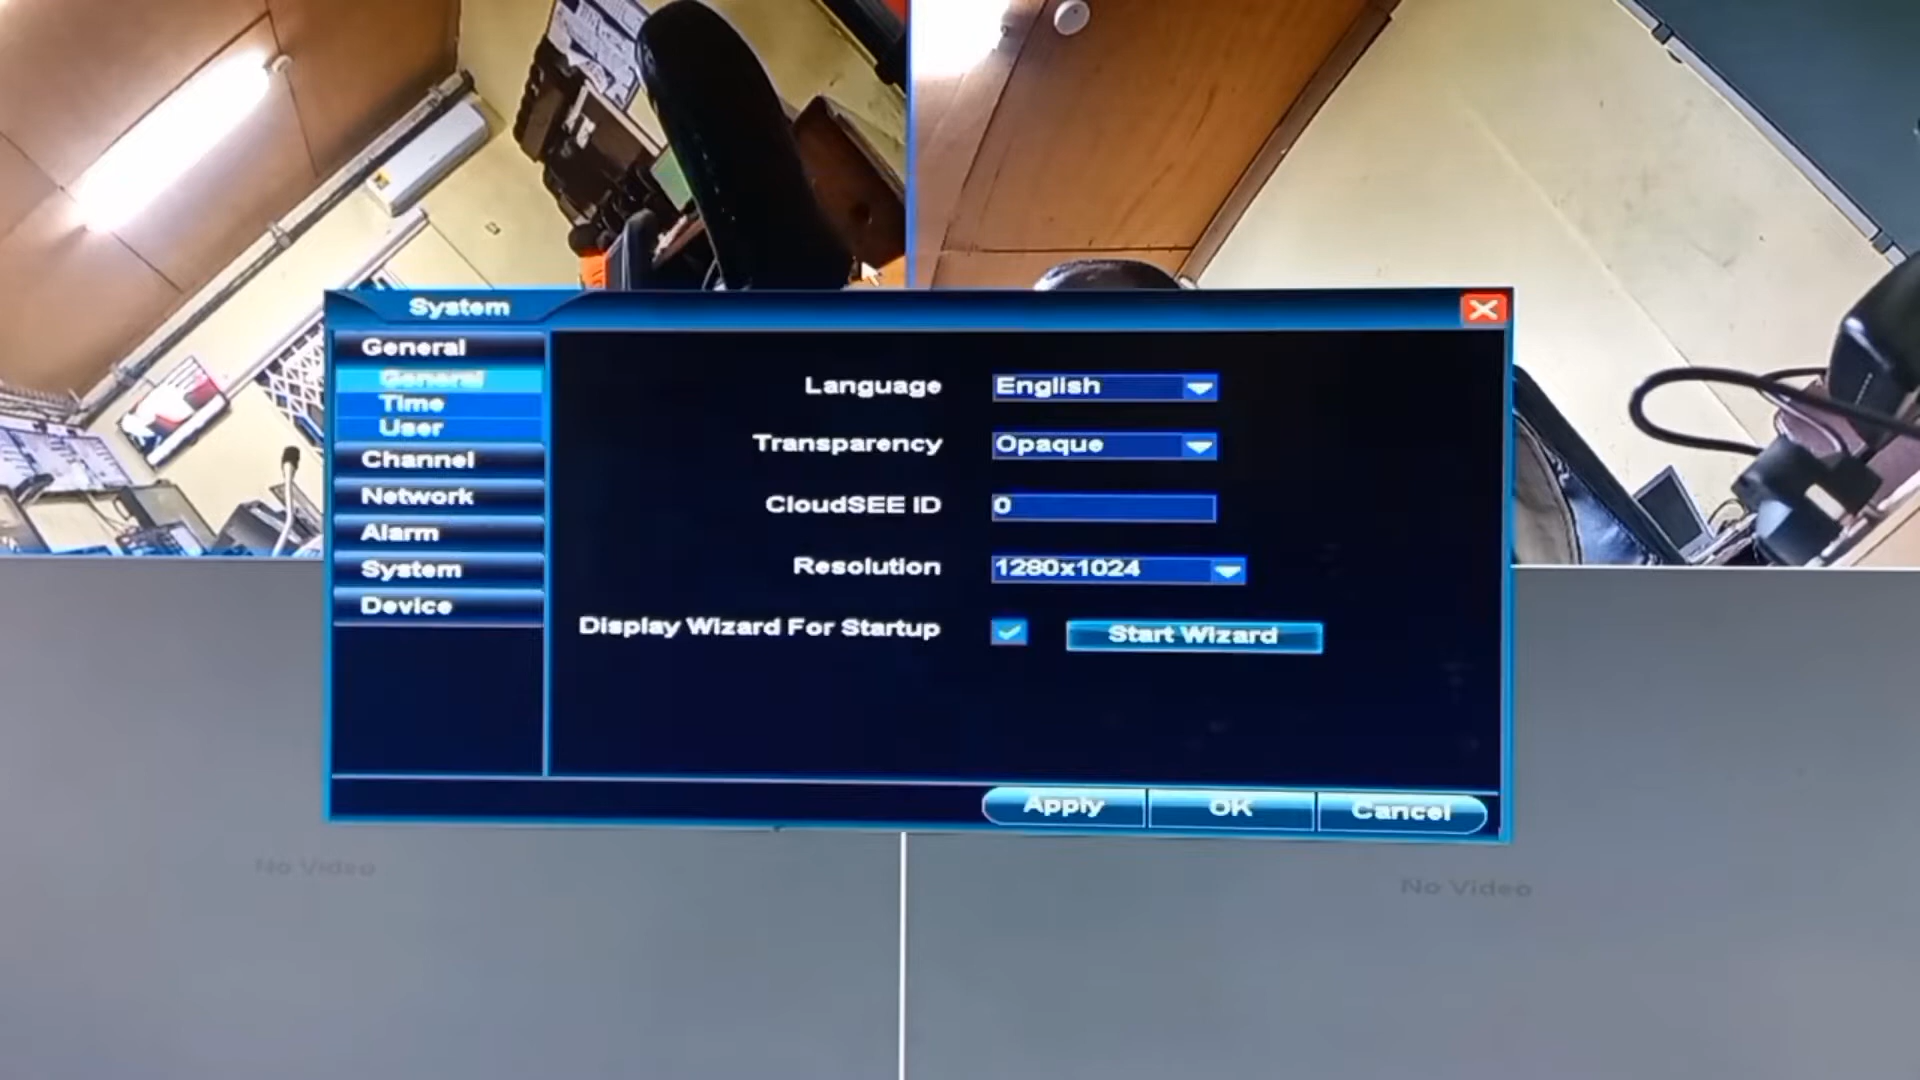 System
General
General
Time
User
Channel
Network
Alarm
System
Device
Language English
Transparency Opaque
CloudSEE ID 0
Resolution 1280x1024
Display Wizard For Startup Start Wizard
Apply OK Cancel
No Video
No Video